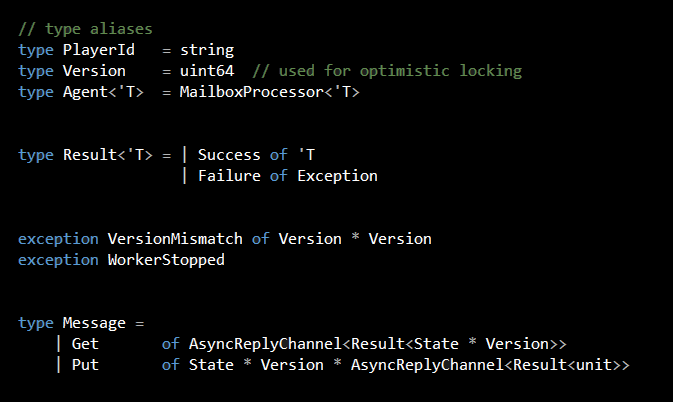 // type aliases
type PlayerId   = string
type Version    = uint64  // used for optimistic locking
type Agent<'T>  = MailboxProcessor<'T>
type Result<'T> = | Success of 'T
                  | Failure of Exception
exception VersionMismatch of Version * Version
exception WorkerStopped
type Message =
    | Get       of AsyncReplyChannel<Result<State * Version>>
    | Put       of State * Version * AsyncReplyChannel<Result<unit>>